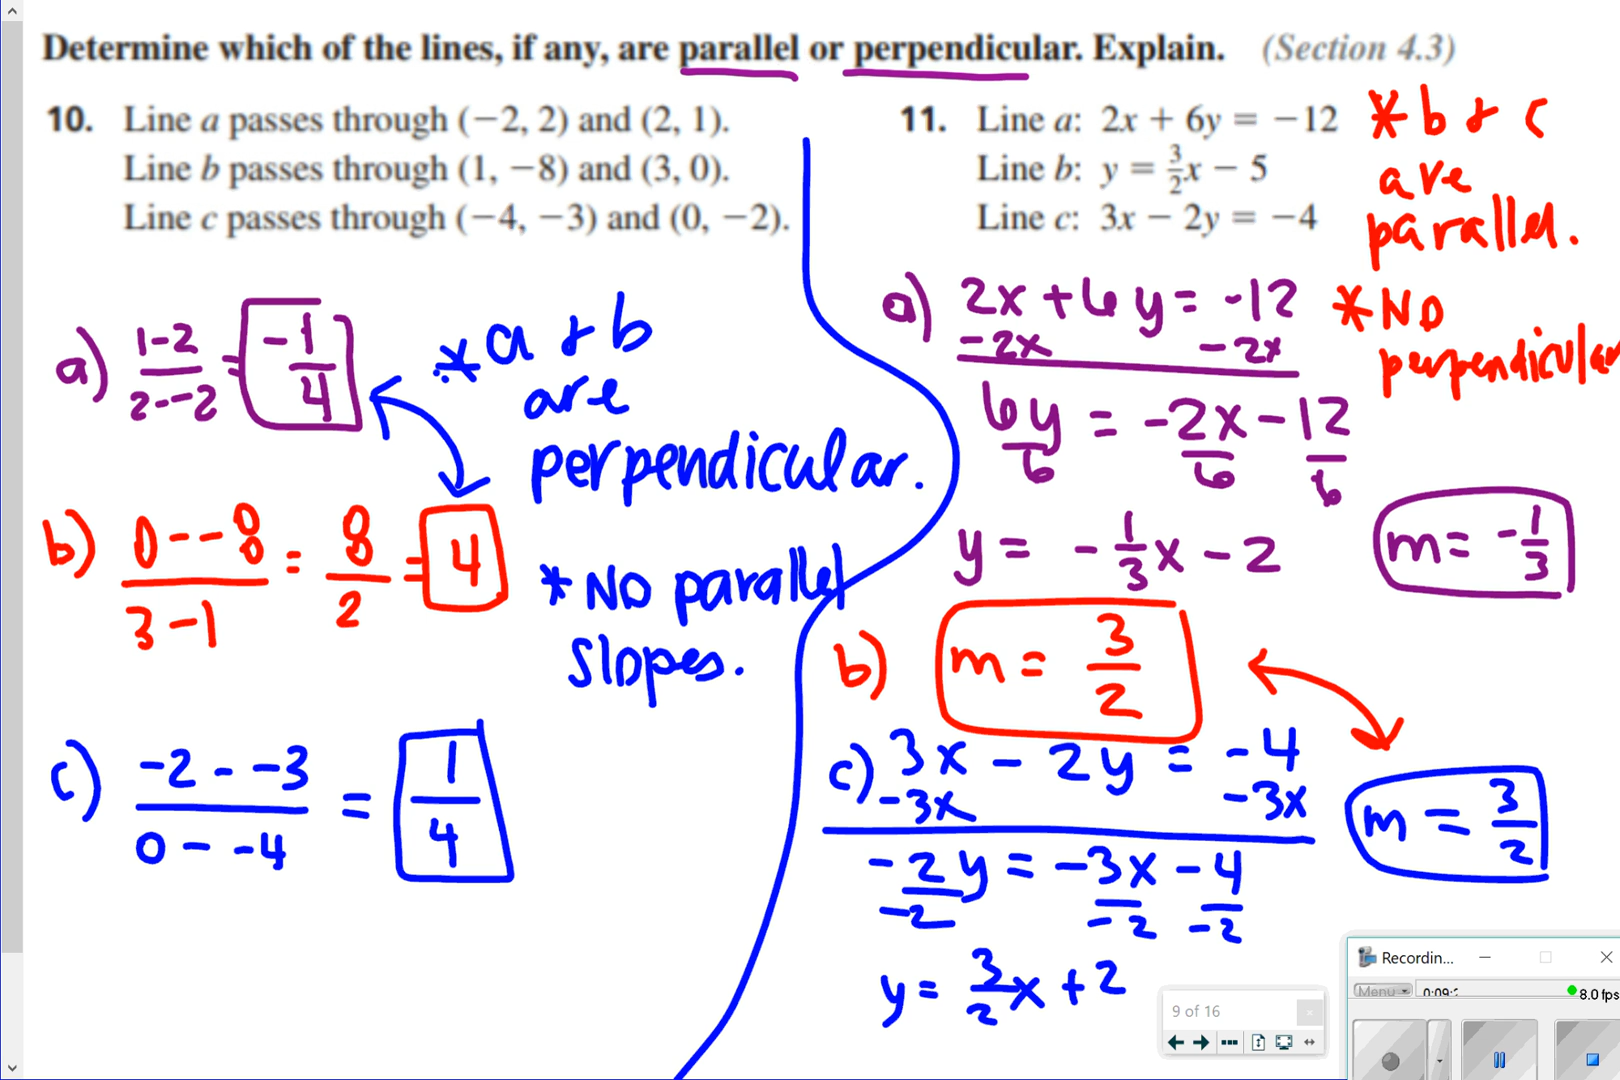 Determine which of the lines, if any, are parallel or perpendicular. Explain. (Section 4.3)
10. Line a passes through (−2, 2) and (2, 1).
Line b passes through (1, −8) and (3, 0).
Line c passes through (−4, −3) and (0, −2).
a) 1-2 / 2--2 = -1/4
*a + b
are
perpendicular.
b) 0--8 / 3-1 = 8/2 = 4
*NO parallel
slopes.
c) -2--3 / 0--4 = 1/4
11. Line a: 2x + 6y = −12
Line b: y = 3/2x − 5
Line c: 3x − 2y = −4
*b + c
are
parallel.
*NO
perpendicular
a) 2x + 6y = -12
-2x -2x
6y/6 = -2x/6 - 12/6
y = -1/3x - 2
m = -1/3
b) m = 3/2
c) 3x - 2y = -4
-3x -3x
-2y/-2 = -3x/-2 - 4/-2
y = 3/2x + 2
m = 3/2
9 of 16
Recordin...
Menu
8.0 fps